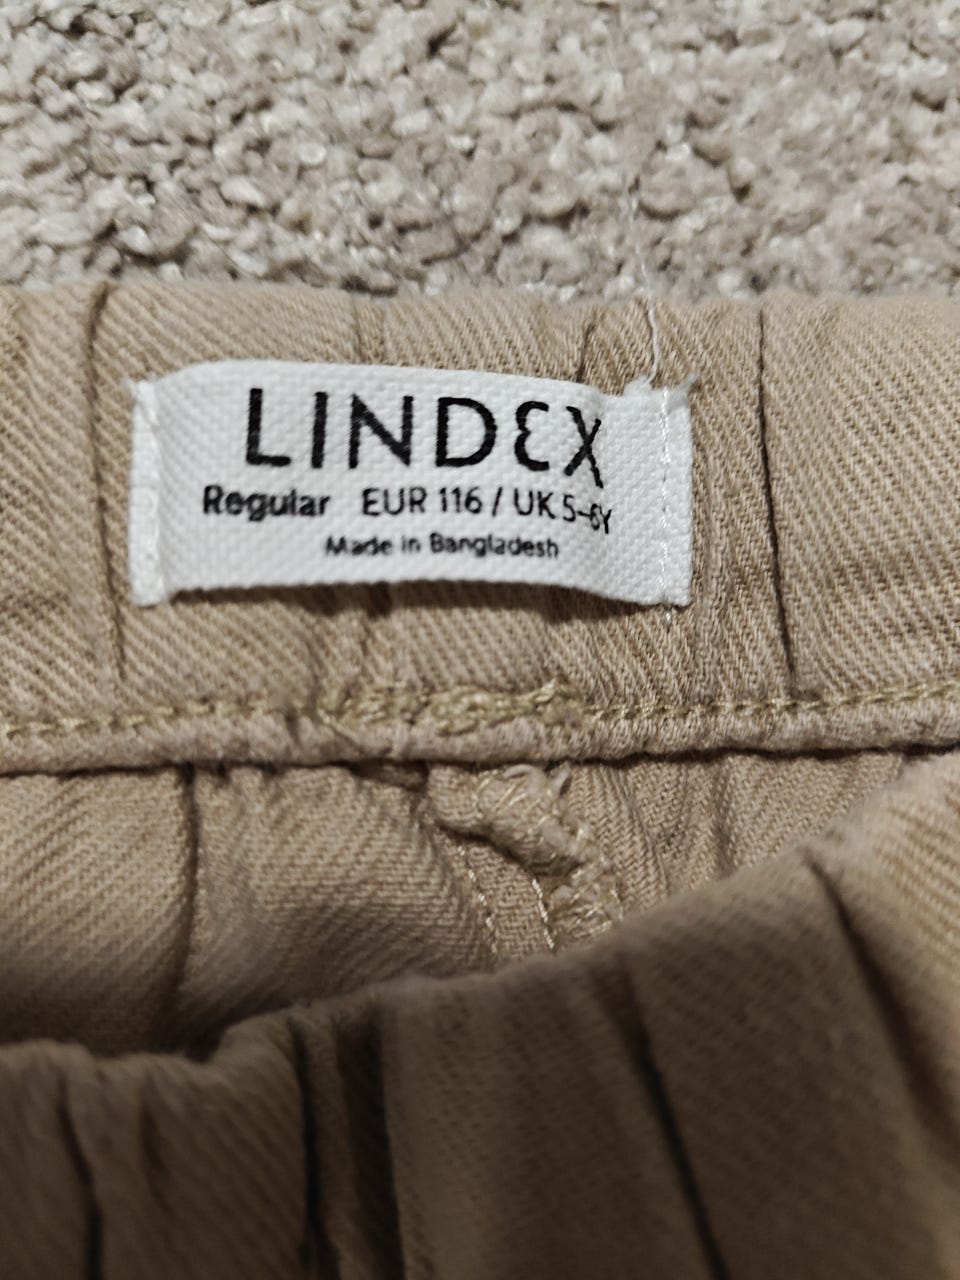 LINDEX
Regular EUR 116 / UK 5-6Y
Made in Bangladesh